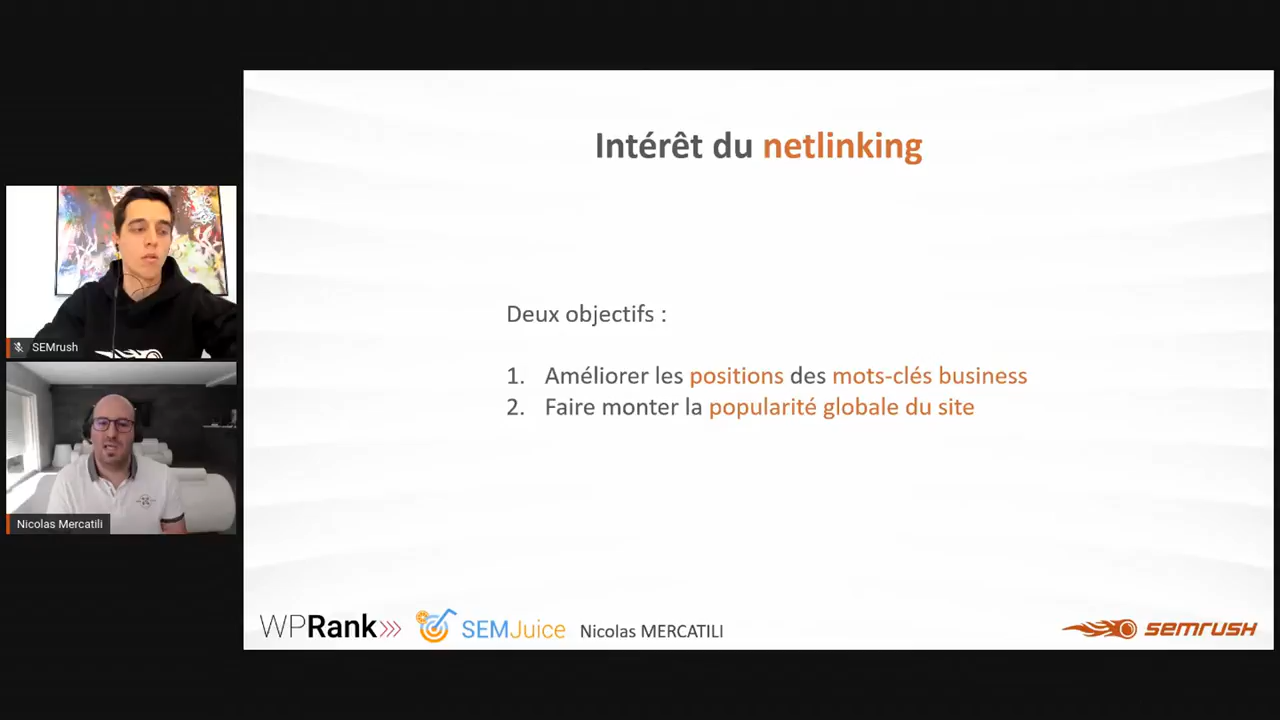 Intérêt du netlinking
Deux objectifs :
1. Améliorer les positions des mots-clés business
2. Faire monter la popularité globale du site
SEMrush
Nicolas Mercatili
WPRank
SEMJuice
Nicolas MERCATILI
semrush